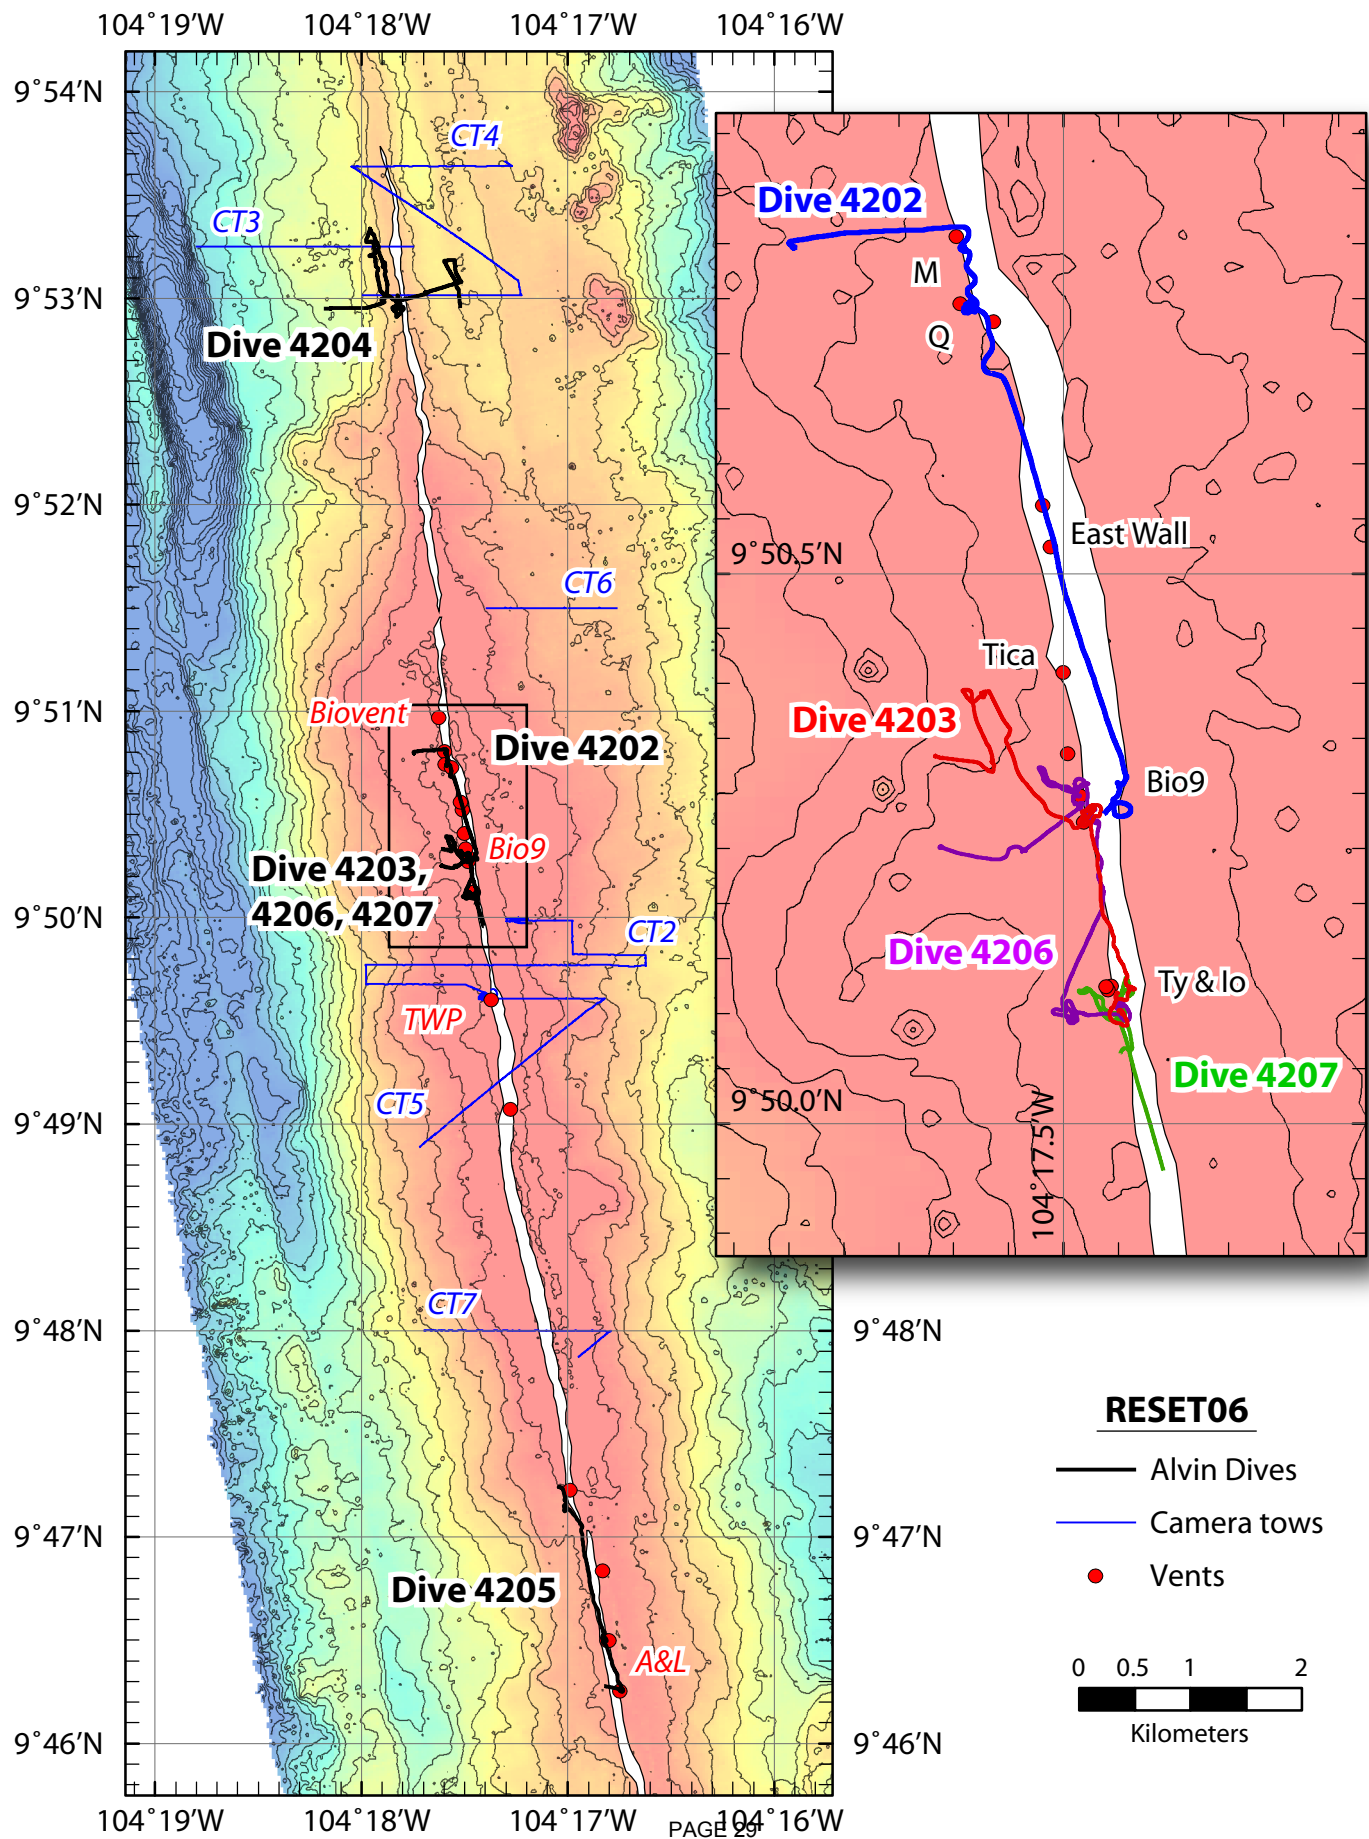 104°19'W 104°18'W 104°17'W 104°16'W
9°54'N
CT4
CT3
9°53'N
Dive 4204
9°52'N
CT6
9°51'N
Biovent
Dive 4202
Bio9
Dive 4203,
4206, 4207
9°50'N
CT2
TWP
CT5
9°49'N
CT7
9°48'N
9°48'N
9°47'N
9°47'N
Dive 4205
A&L
9°46'N
9°46'N
104°19'W 104°18'W 104°17'W 104°16'W
Dive 4202
M
Q
East Wall
9°50.5'N
Tica
Dive 4203
Bio9
Dive 4206
Ty & Io
Dive 4207
9°50.0'N
104°17.5'W
RESET06
Alvin Dives
Camera tows
Vents
0 0.5 1 2
Kilometers
PAGE 29